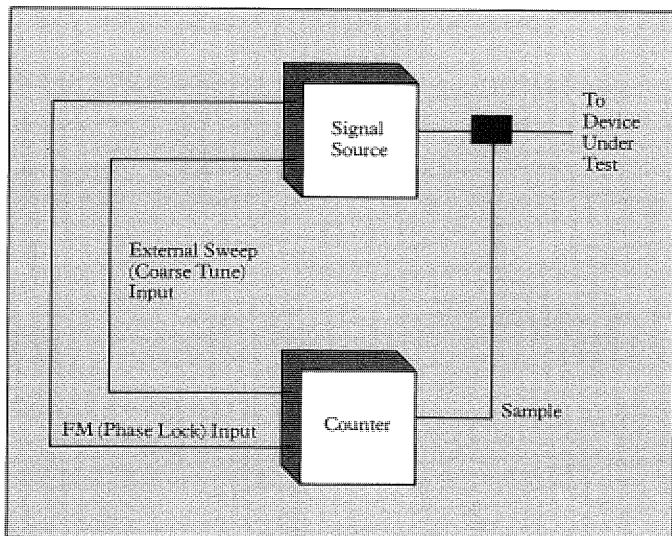 Signal
Source
To
Device
Under
Test
External Sweep
(Coarse Tune)
Input
FM (Phase Lock) Input
Counter
Sample